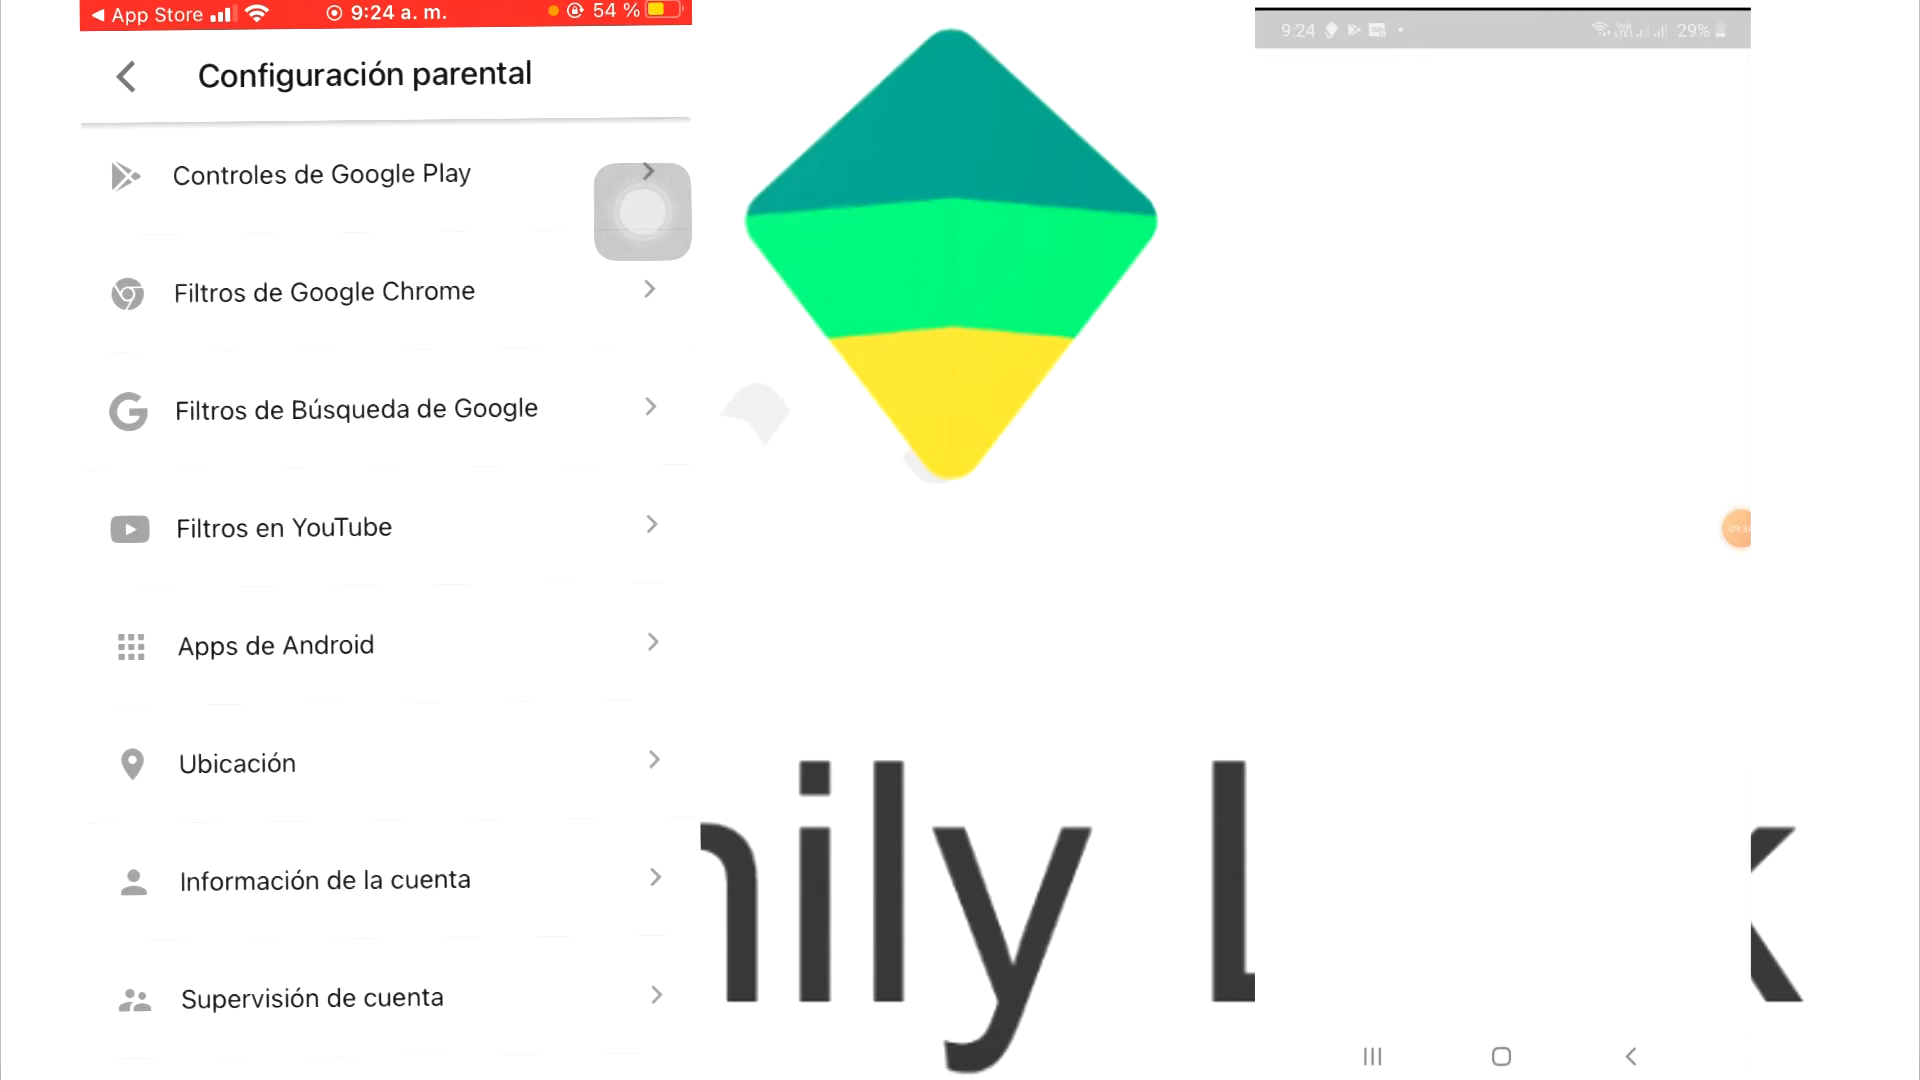 App Store 9:24 a. m. 54 %
Configuración parental
Controles de Google Play
Filtros de Google Chrome
Filtros de Búsqueda de Google
Filtros en YouTube
Apps de Android
Ubicación
Información de la cuenta
Supervisión de cuenta
ily
9:24 29%